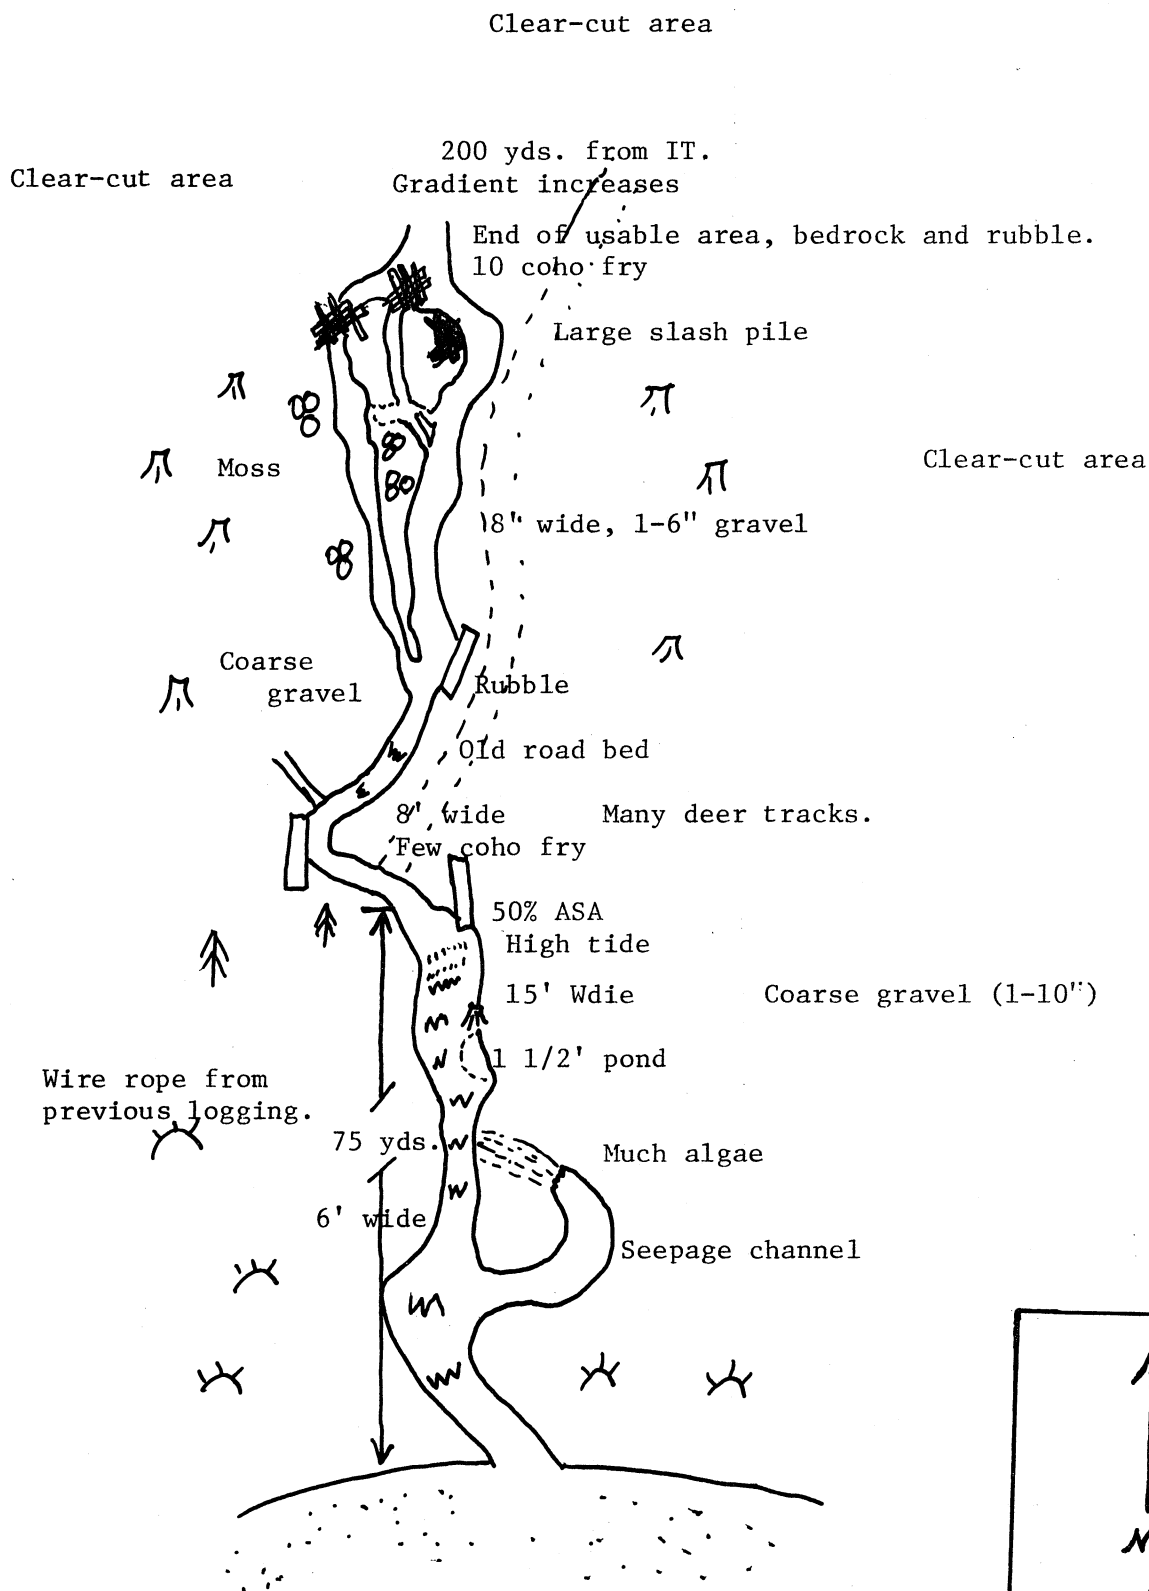 Clear-cut area
200 yds. from IT.
Clear-cut area
Gradient increases
End of usable area, bedrock and rubble.
10 coho fry
Large slash pile
Clear-cut area
Moss
8" wide, 1-6" gravel
Coarse
gravel
Rubble
Old road bed
8" wide
Many deer tracks.
Few coho fry
50% ASA
High tide
15' Wdie
Coarse gravel (1-10")
1 1/2' pond
Wire rope from
previous logging.
75 yds.
Much algae
6' wide
Seepage channel
N